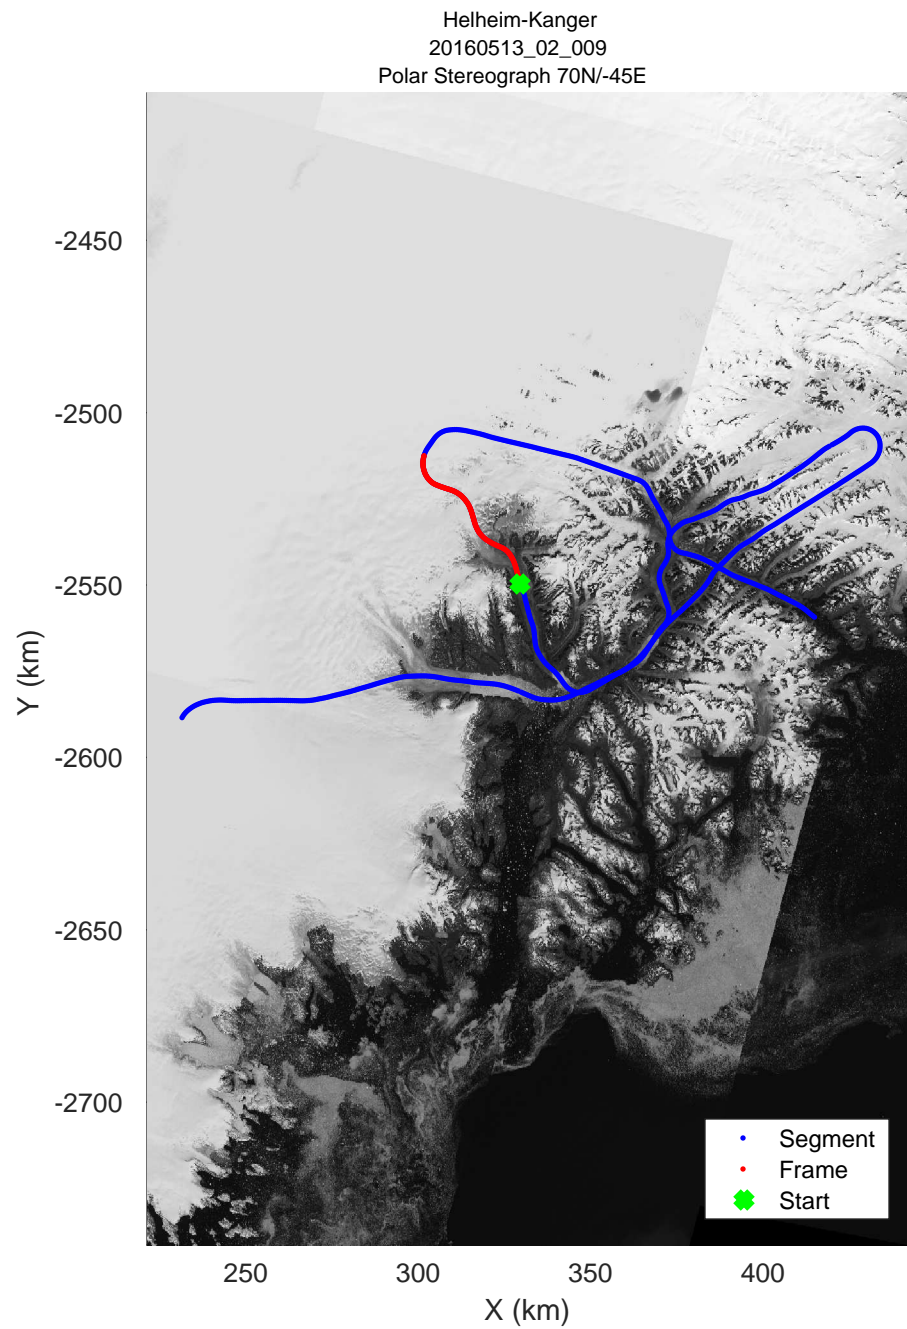 Helheim-Kanger
20160513_02_009
Polar Stereograph 70N/-45E
-2450
-2500
-2550
-2600
-2650
-2700
Y (km)
250
300
350
400
X (km)
Segment
Frame
Start